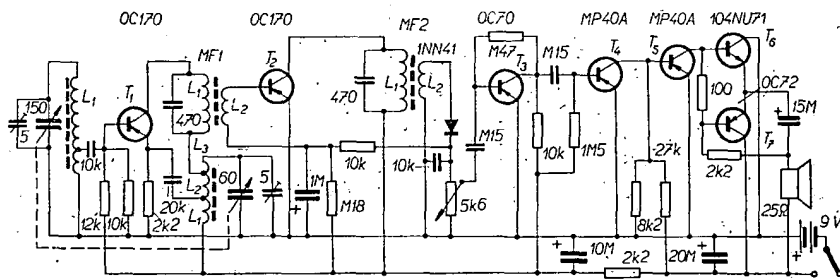 OC170 OC170 MF2 OC70 MP40A MP40A 104NU71
MF1 1NN41 M47 M15
T1 T2 T3 T4 T5 T6
L1 L1 L2 L1 L2
150 470 470 100 OC72 15M
5 10k T7
L3 10k 10k M15 10k 1M5 27k 2k2
L2 60 5 1M
12k 10k 2k2 20k L1 M18 5k6 8k2 25Ω 9V
+ + + +
10M 2k2 20M